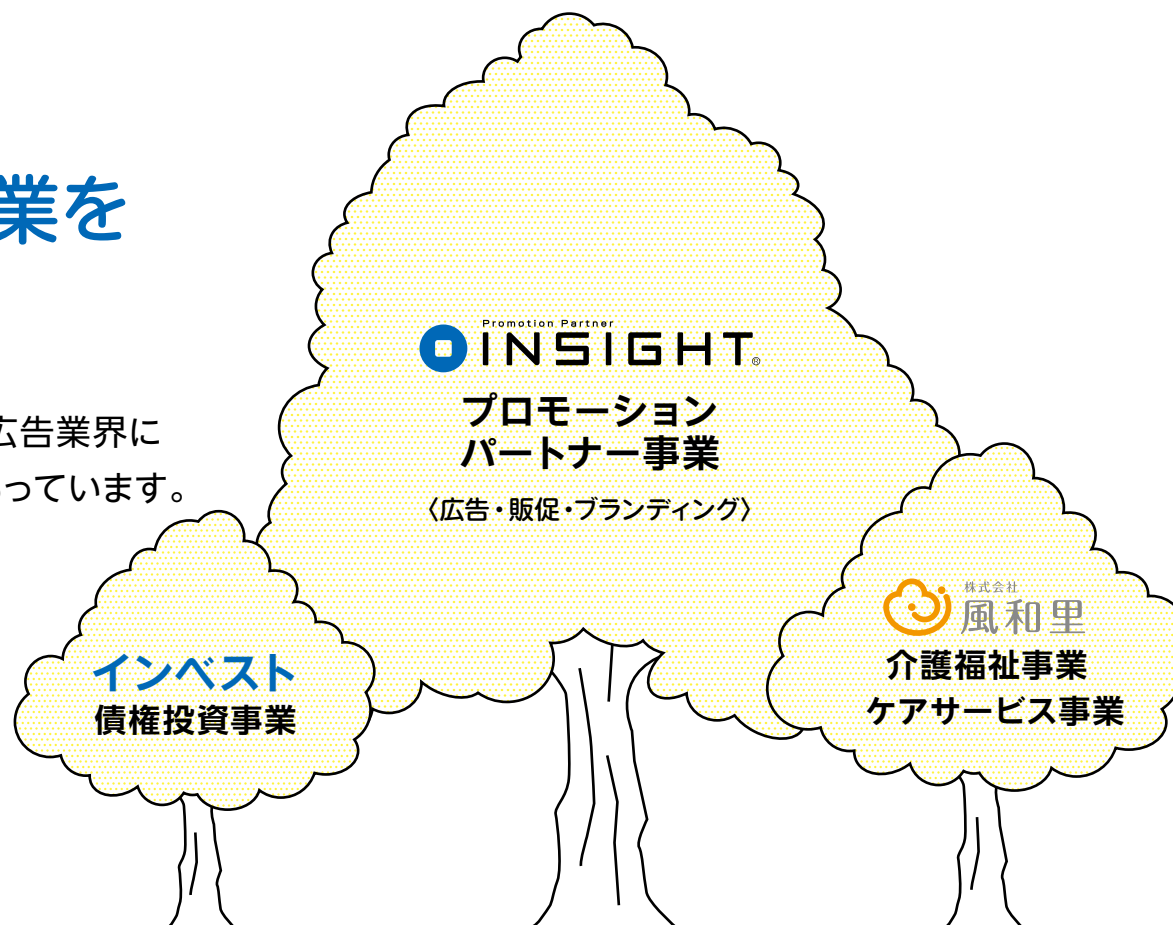 業を
広告業界に
っています。
Promotion Partner
INSIGHT®
プロモーション
パートナー事業
〈広告・販促・ブランディング〉
インベスト
債権投資事業
株式会社
風和里
介護福祉事業
ケアサービス事業